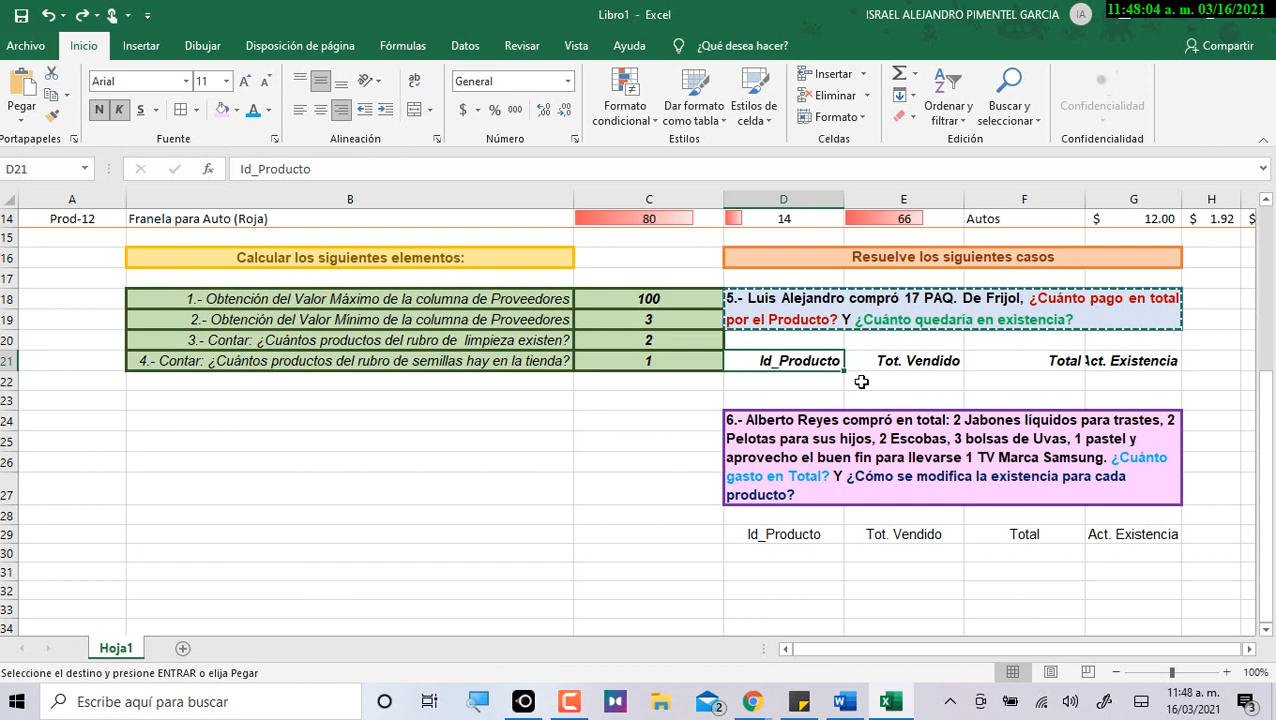 Libro1 - Excel
ISRAEL ALEJANDRO PIMENTEL GARCIA
IA
11:48:04 a. m. 03/16/2021
Archivo Inicio Insertar Dibujar Disposición de página Fórmulas Datos Revisar Vista Ayuda ¿Qué desea hacer? Compartir
Pegar
Arial 11
General
N K S
$ % 000
Formato condicional
Dar formato como tabla
Estilos de celda
Insertar
Eliminar
Formato
Ordenar y filtrar
Buscar y seleccionar
Confidencialidad
Portapapeles Fuente Alineación Número Estilos Celdas Edición Confidencialidad
D21 fx Id_Producto
A B C D E F G H
14 Prod-12 Franela para Auto (Roja) 80 14 66 Autos $ 12.00 $ 1.92 $
15
16 Calcular los siguientes elementos: Resuelve los siguientes casos
17
18 1.- Obtención del Valor Máximo de la columna de Proveedores 100 5.- Luis Alejandro compró 17 PAQ. De Frijol, ¿Cuánto pago en total
19 2.- Obtención del Valor Minimo de la columna de Proveedores 3 por el Producto? Y ¿Cuánto quedaría en existencia?
20 3.- Contar: ¿Cuántos productos del rubro de limpieza existen? 2
21 4.- Contar: ¿Cuántos productos del rubro de semillas hay en la tienda? 1 Id_Producto Tot. Vendido Total Act. Existencia
22
23
24 6.- Alberto Reyes compró en total: 2 Jabones líquidos para trastes, 2
25 Pelotas para sus hijos, 2 Escobas, 3 bolsas de Uvas, 1 pastel y
26 aprovecho el buen fin para llevarse 1 TV Marca Samsung. ¿Cuánto
27 gasto en Total? Y ¿Cómo se modifica la existencia para cada
producto?
28
29 Id_Producto Tot. Vendido Total Act. Existencia
30
31
32
33
34
Hoja1
Seleccione el destino y presione ENTRAR o elija Pegar
100%
Escribe aquí para buscar
2
11:48 a. m.
16/03/2021
3